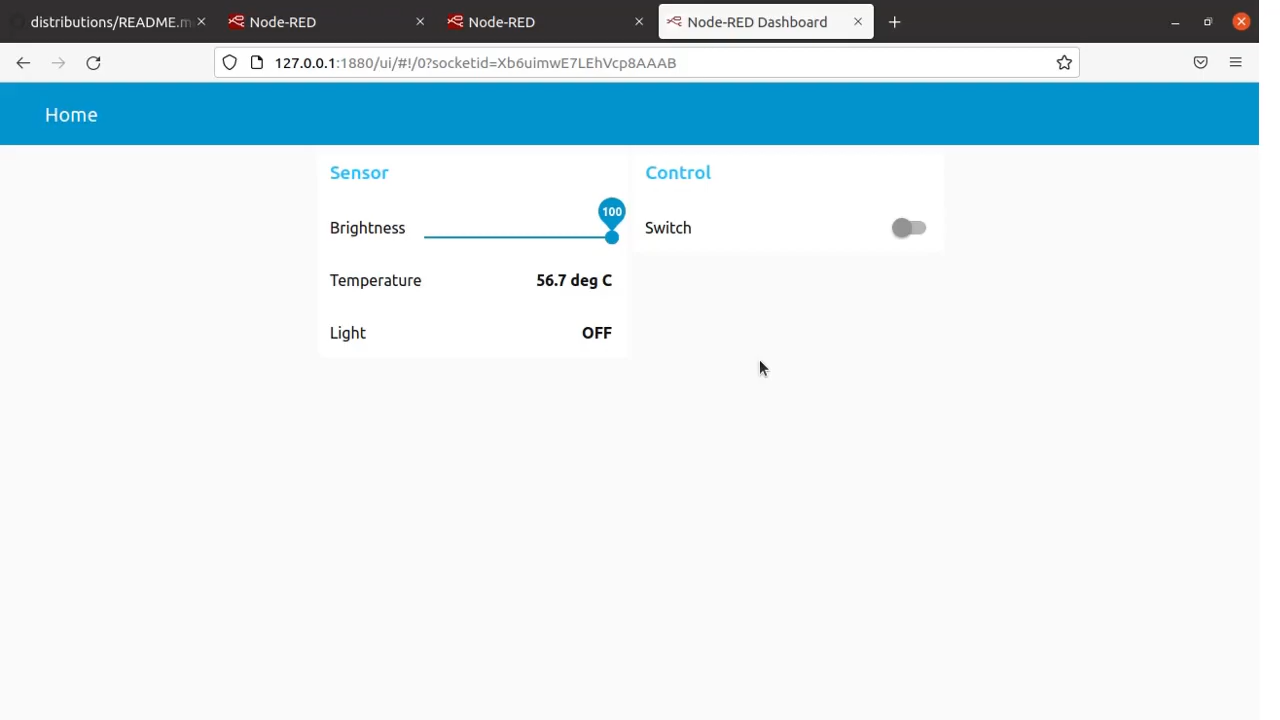 distributions/README.m
Node-RED
Node-RED
Node-RED Dashboard
127.0.0.1:1880/ui/#!/0?socketid=Xb6uimwE7LEhVcp8AAAB
Home
Sensor
Brightness
100
Temperature 56.7 deg C
Light OFF
Control
Switch